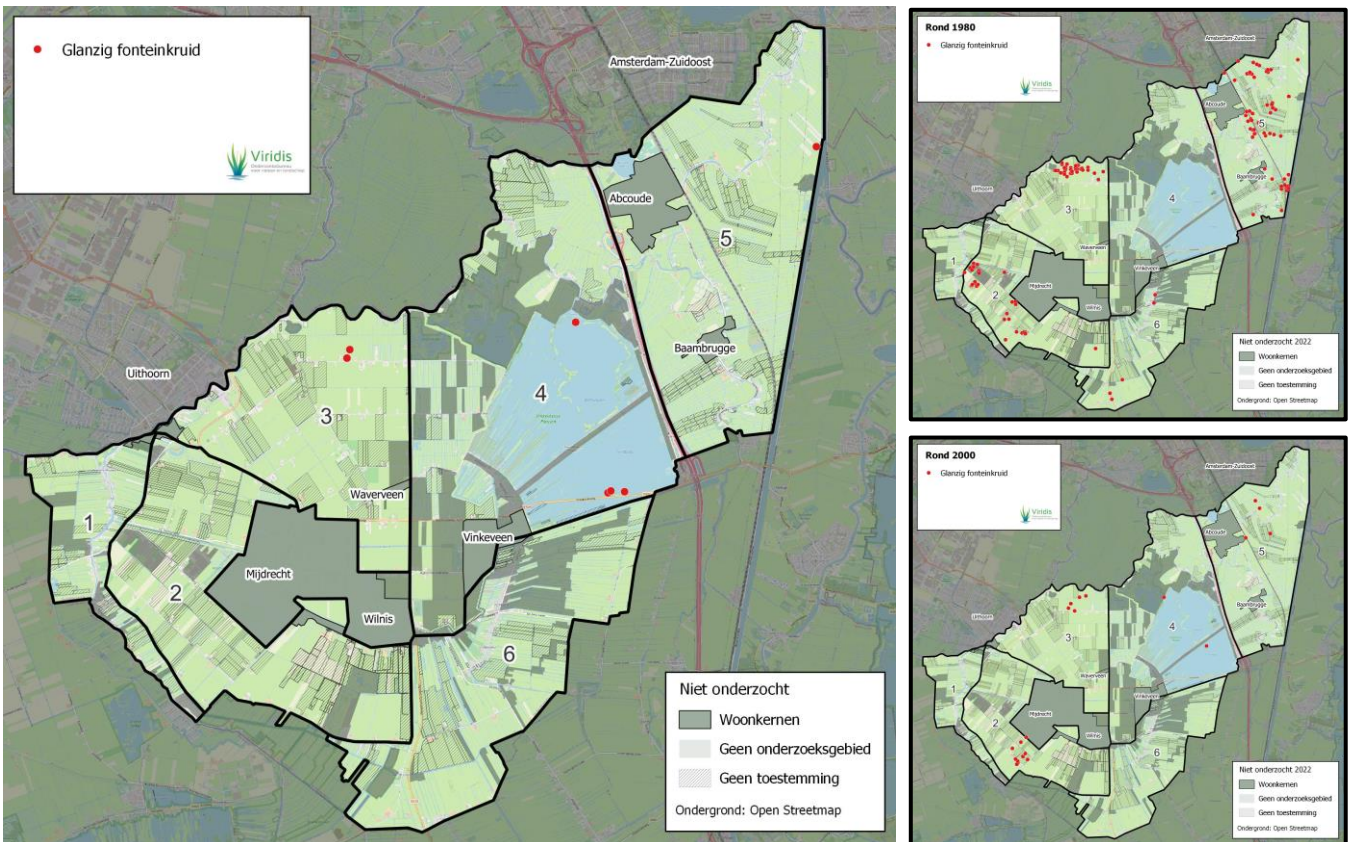 Glanzig fonteinkruid
Viridis
Amsterdam-Zuidoost
Abcoude
5
Baambrugge
Uithoorn
4
3
Waverveen
1
Vinkeveen
2
Mijdrecht
Wilnis
6
Niet onderzocht
Woonkernen
Geen onderzoeksgebied
Geen toestemming
Ondergrond: Open Streetmap
Rond 1980
Glanzig fonteinkruid
Viridis
Amsterdam-Zuidoost
Abcoude
5
Baambrugge
Uithoorn
4
3
Waverveen
1
Vinkeveen
2
Mijdrecht
Wilnis
6
Niet onderzocht 2022
Woonkernen
Geen onderzoeksgebied
Geen toestemming
Ondergrond: Open Streetmap
Rond 2000
Glanzig fonteinkruid
Viridis
Amsterdam-Zuidoost
Abcoude
5
Baambrugge
Uithoorn
4
3
Waverveen
1
Vinkeveen
2
Mijdrecht
Wilnis
6
Niet onderzocht 2022
Woonkernen
Geen onderzoeksgebied
Geen toestemming
Ondergrond: Open Streetmap